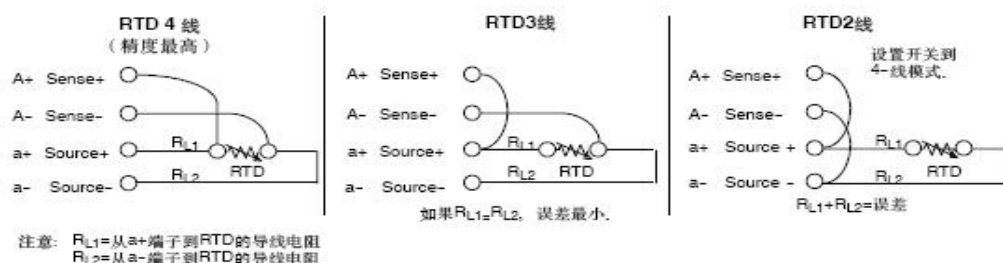 RTD 4 线
（精度最高）
A+ Sense+
A- Sense-
a+ Source+
a- Source-
RL1
RL2
RTD
RTD3线
A+ Sense+
A- Sense-
a+ Source+
a- Source-
RL1
RL2
RTD
如果RL1=RL2, 误差最小.
RTD2线
设置开关到
4-线模式.
A+ Sense+
A- Sense-
a+ Source +
a- Source -
RL1
RL2
RTD
RL1+RL2=误差
注意: RL1=从a+端子到RTD的导线电阻
RL2=从a-端子到RTD的导线电阻